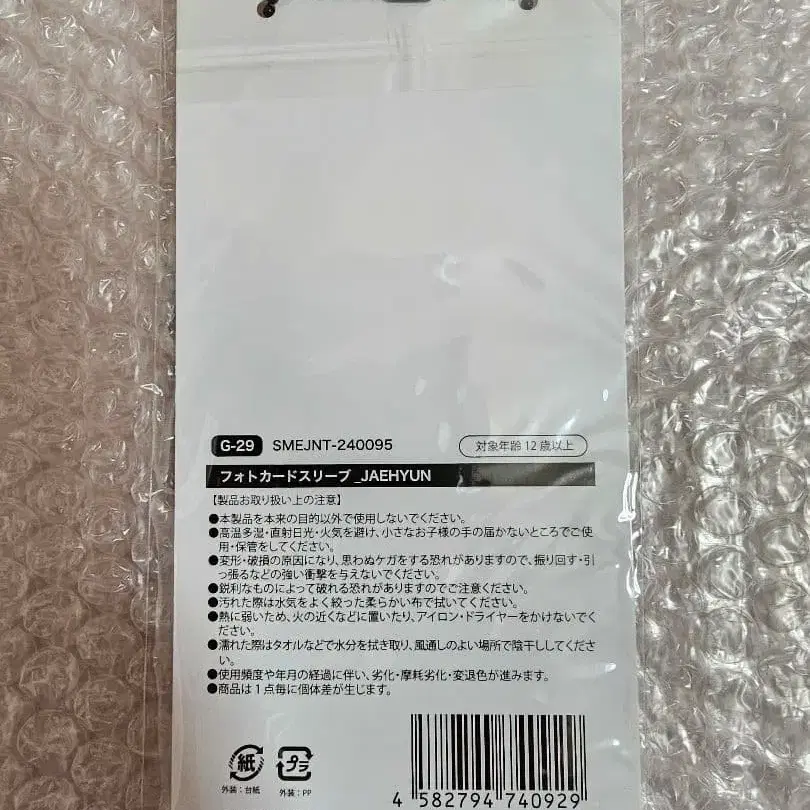 G-29 SMEJNT-240095 対象年齢12歳以上
フォトカードスリーブ_JAEHYUN
【製品お取り扱い上の注意】
●本製品を本来の目的以外で使用しないでください。
●高温多湿・直射日光・火気を避け、小さなお子様の手の届かないところでご使
用・保管をしてください。
●変形・破損の原因になり、思わぬケガをする恐れがありますので、振り回す・引
っ張るなどの強い衝撃を与えないでください。
●鋭利なものによって破れる恐れがありますのでご注意ください。
●汚れた際は水気をよく絞った柔らかい布で拭いてください。
●熱に弱いため、火の近くなどに置いたり、アイロン・ドライヤーをかけないでく
ださい。
●濡れた際はタオルなどで水分を拭き取り、風通しのよい場所で陰干ししてくださ
い。
●使用頻度や年月の経過に伴い、劣化・摩耗劣化・変退色が進みます。
●商品は1点毎に個体差が生じます。
紙 プラ
外装:台紙 外装:PP
4 582794 740929